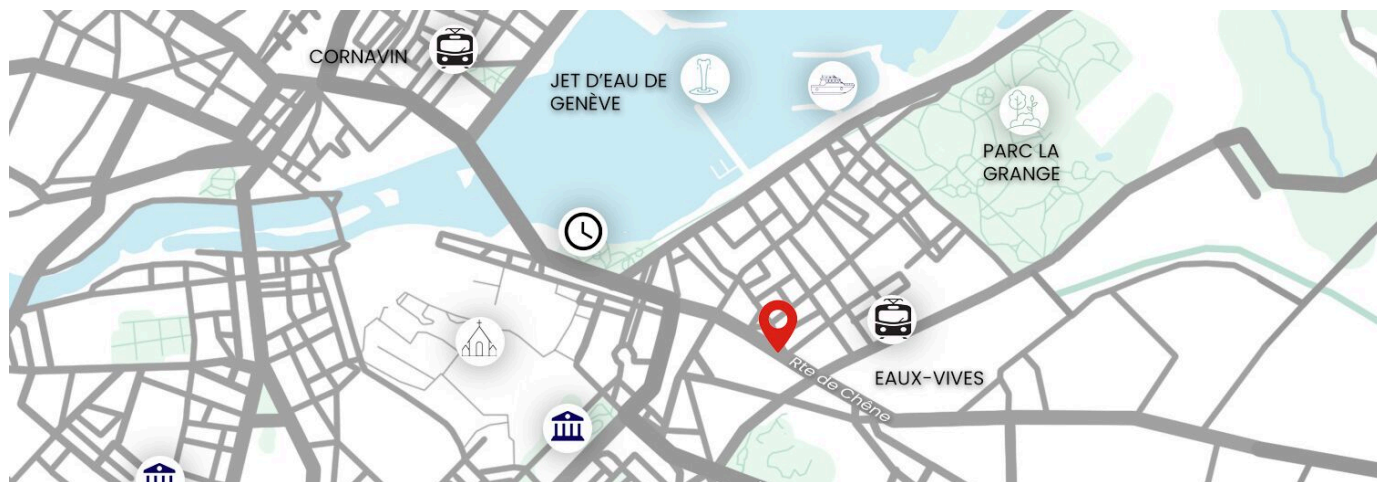 CORNAVIN
JET D'EAU DE
GENÈVE
PARC LA
GRANGE
EAUX-VIVES
Rte de Chêne